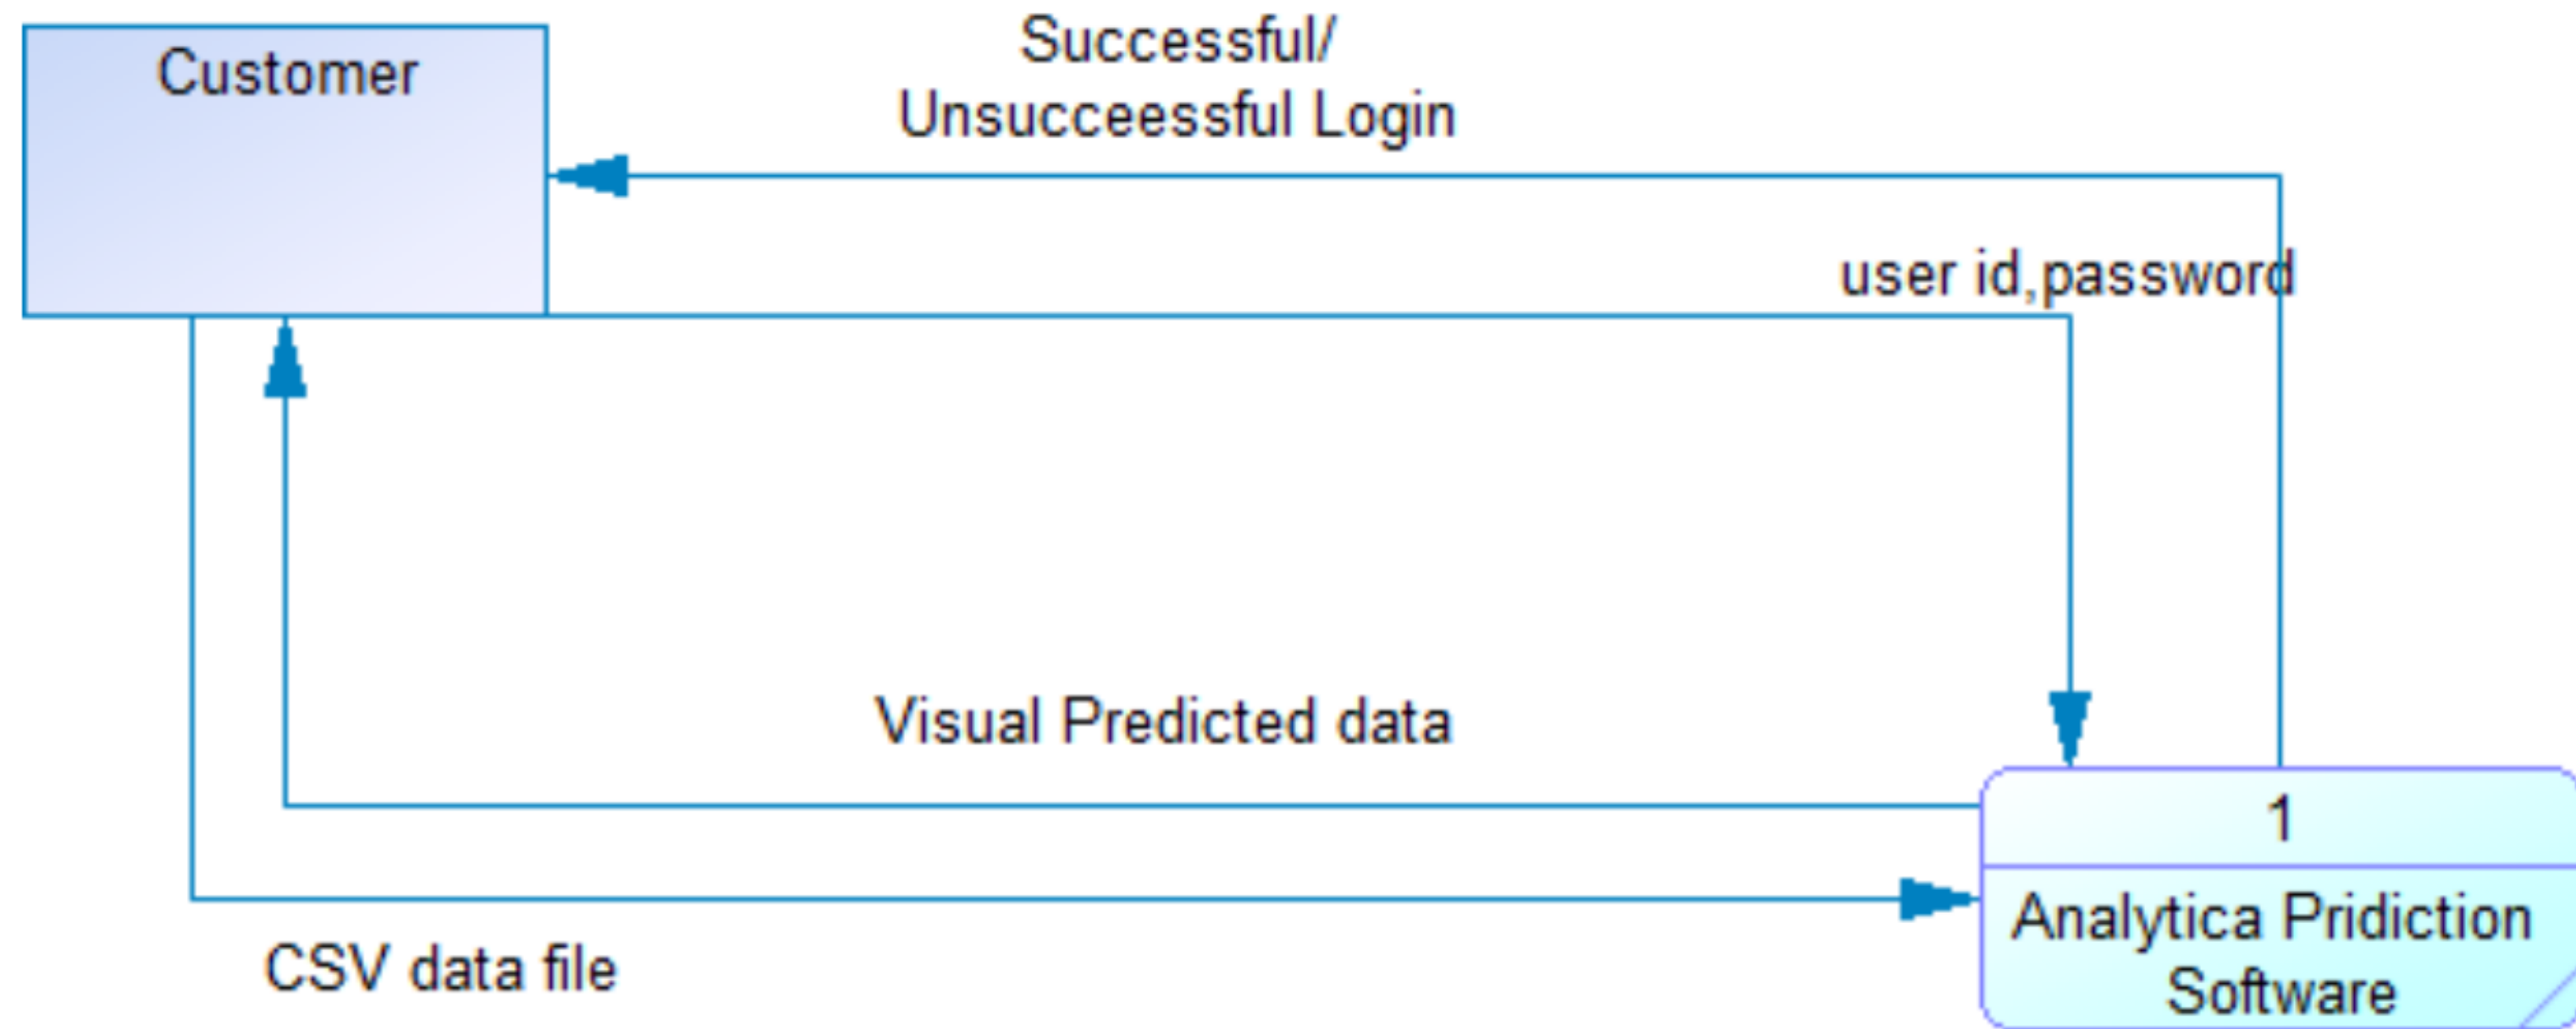 Customer
Successful/
Unsucceessful Login
user id,password
Visual Predicted data
1
Analytica Pridiction
Software
CSV data file